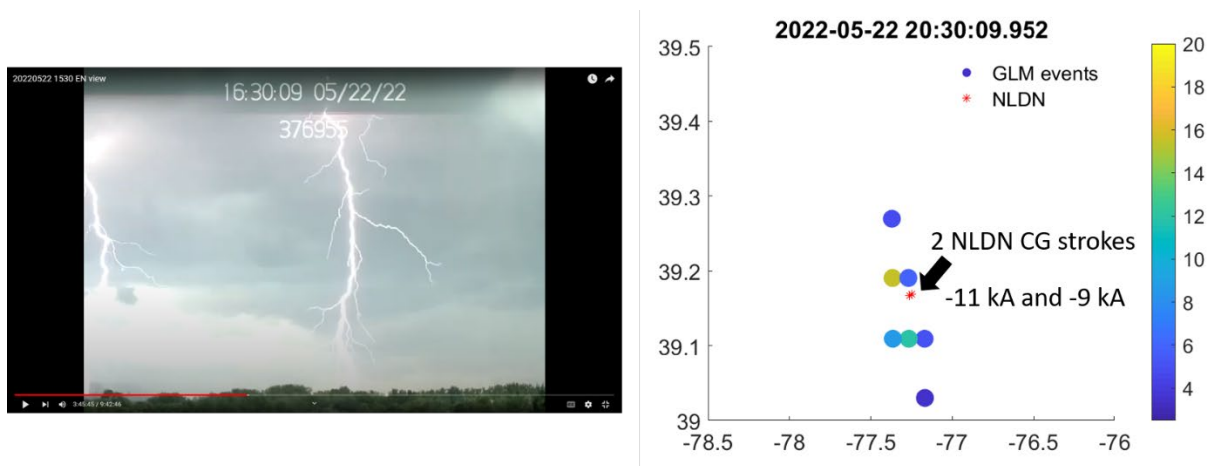 20220522 1530 EN view
16:30:09 05/22/22
376955
3:45:45 / 9:42:46
2022-05-22 20:30:09.952
GLM events
NLDN
2 NLDN CG strokes
-11 kA and -9 kA
39.5
39.4
39.3
39.2
39.1
39
-78.5 -78 -77.5 -77 -76.5 -76
20
18
16
14
12
10
8
6
4